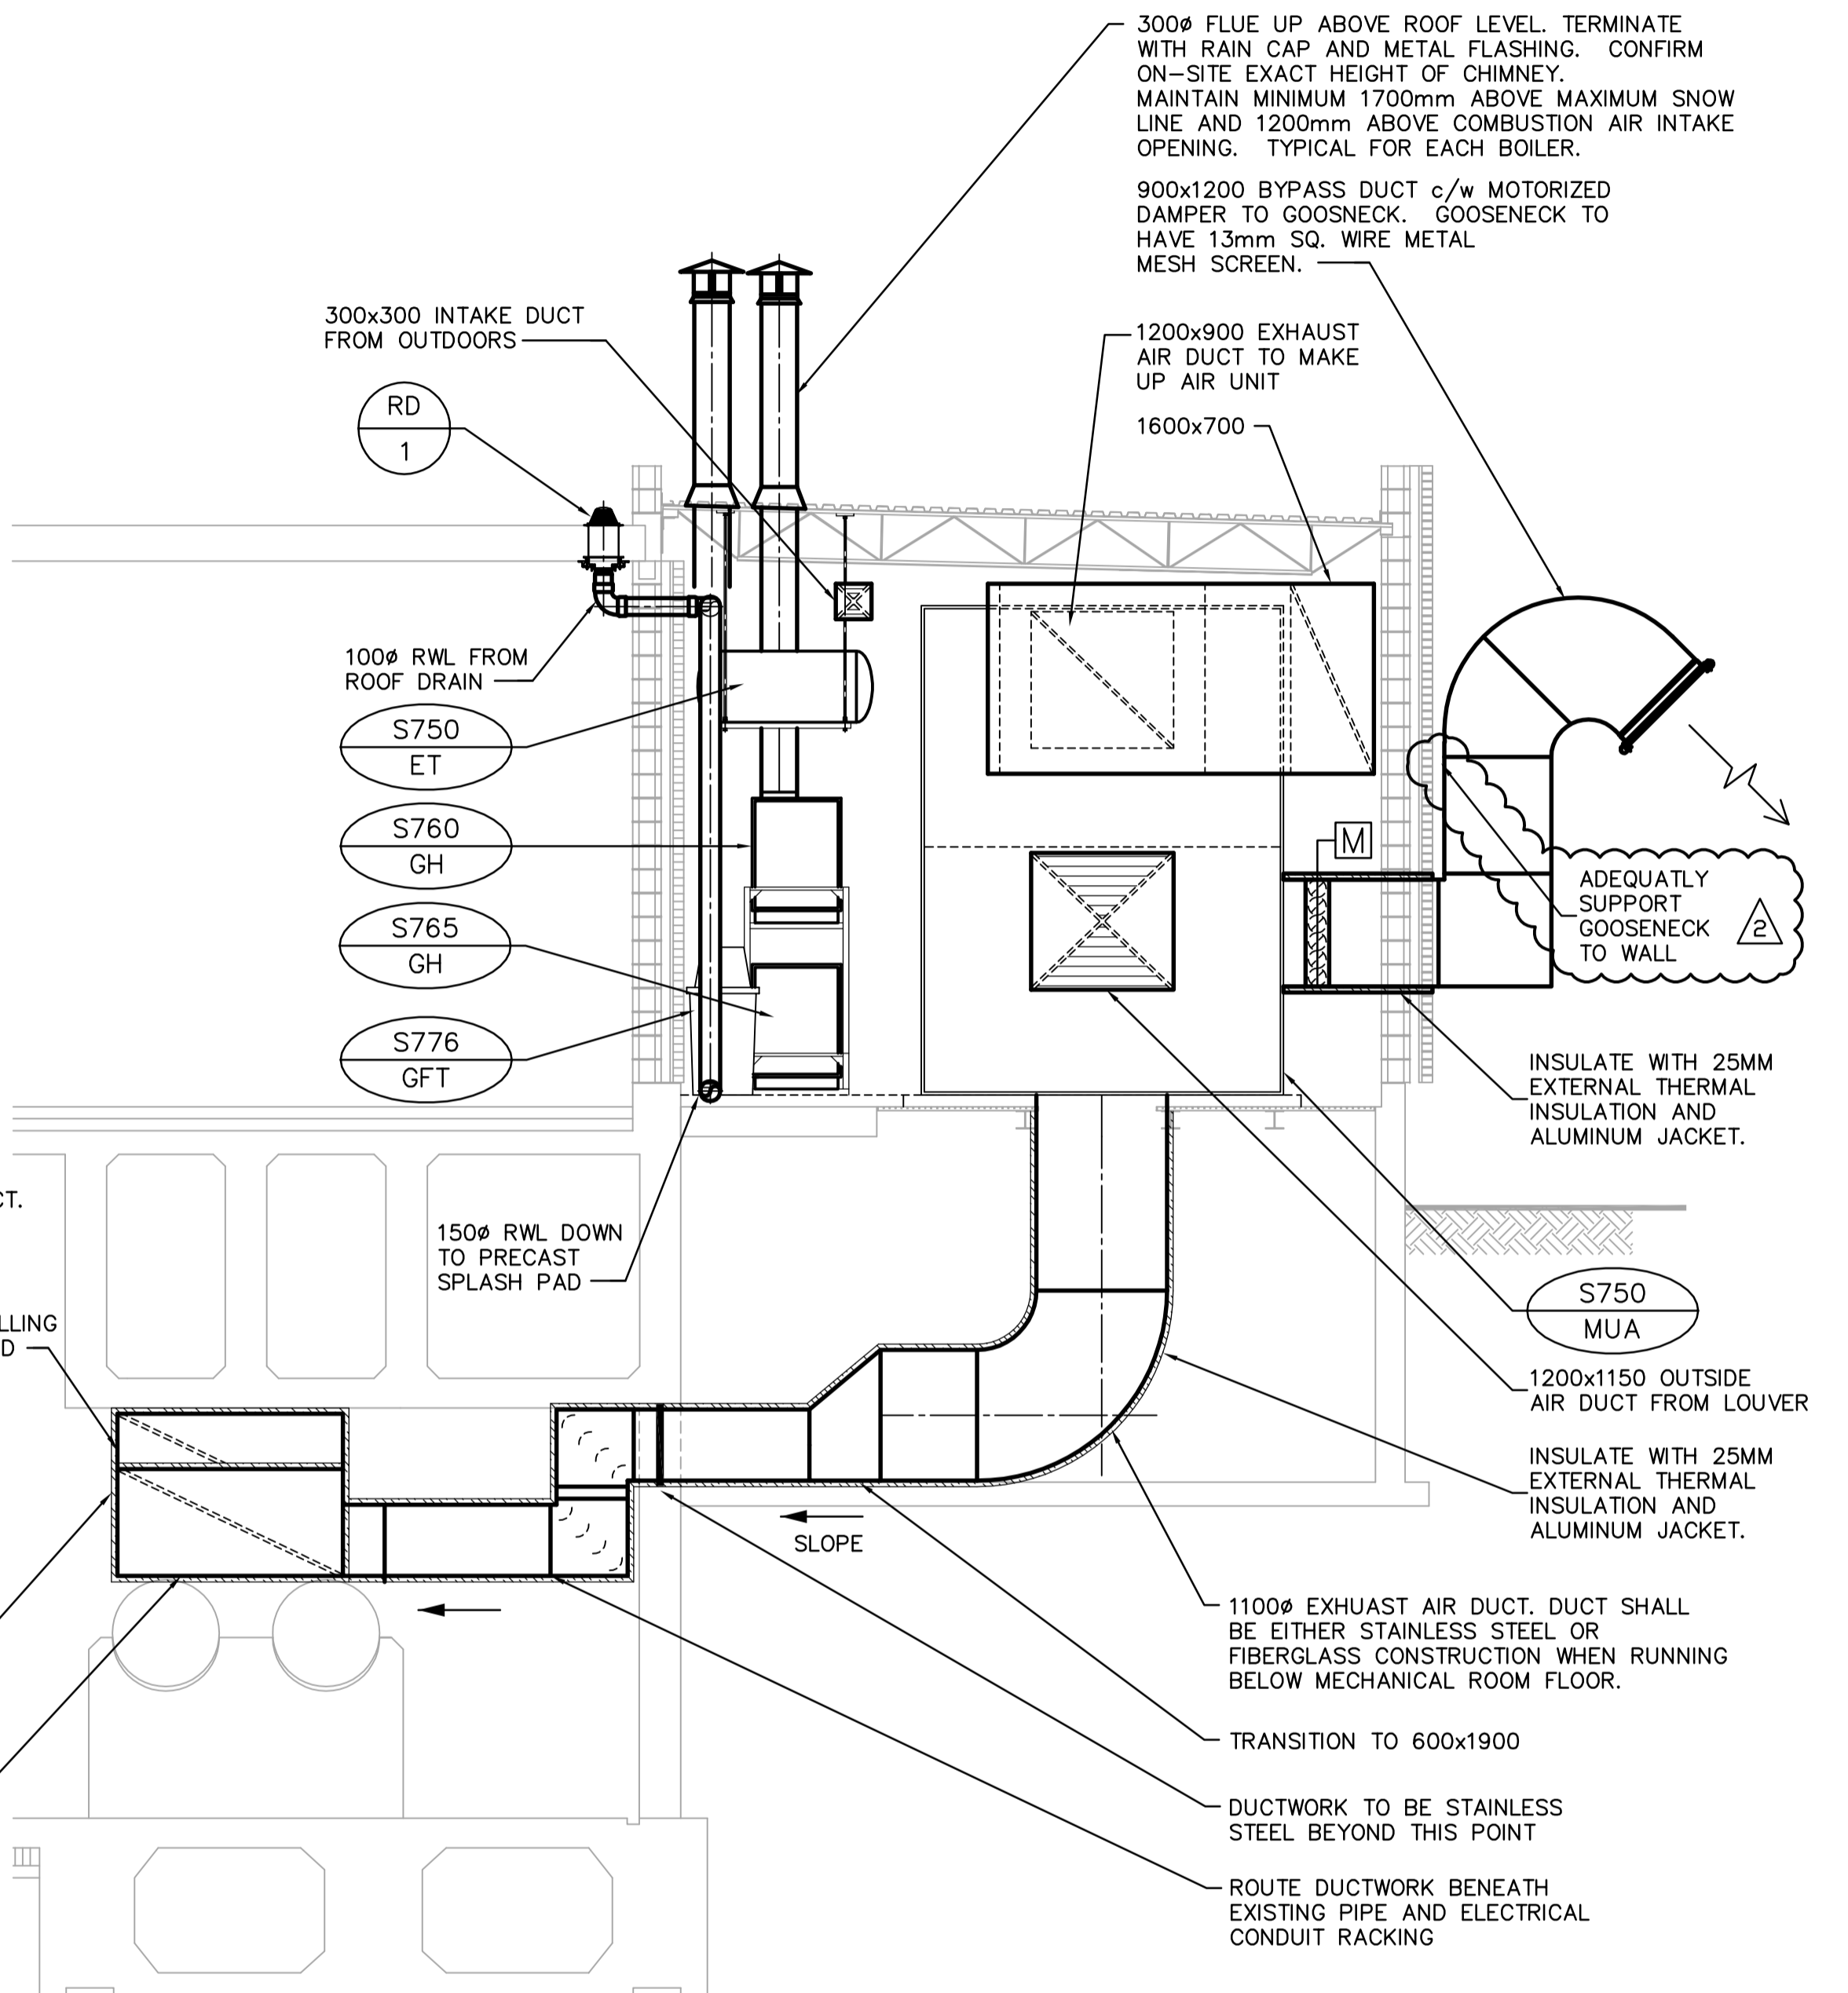 300ø FLUE UP ABOVE ROOF LEVEL. TERMINATE
WITH RAIN CAP AND METAL FLASHING. CONFIRM
ON-SITE EXACT HEIGHT OF CHIMNEY.
MAINTAIN MINIMUM 1700mm ABOVE MAXIMUM SNOW
LINE AND 1200mm ABOVE COMBUSTION AIR INTAKE
OPENING. TYPICAL FOR EACH BOILER.
900x1200 BYPASS DUCT c/w MOTORIZED
DAMPER TO GOOSNECK. GOOSENECK TO
HAVE 13mm SQ. WIRE METAL
MESH SCREEN.
300x300 INTAKE DUCT
FROM OUTDOORS
1200x900 EXHAUST
AIR DUCT TO MAKE
UP AIR UNIT
1600x700
RD
1
100ø RWL FROM
ROOF DRAIN
S750
ET
S760
GH
S765
GH
S776
GFT
M
ADEQUATLY
SUPPORT
GOOSENECK
TO WALL
2
INSULATE WITH 25MM
EXTERNAL THERMAL
INSULATION AND
ALUMINUM JACKET.
CT.
150ø RWL DOWN
TO PRECAST
SPLASH PAD
LLING
D
S750
MUA
1200x1150 OUTSIDE
AIR DUCT FROM LOUVER
INSULATE WITH 25MM
EXTERNAL THERMAL
INSULATION AND
ALUMINUM JACKET.
SLOPE
1100ø EXHUAST AIR DUCT. DUCT SHALL
BE EITHER STAINLESS STEEL OR
FIBERGLASS CONSTRUCTION WHEN RUNNING
BELOW MECHANICAL ROOM FLOOR.
TRANSITION TO 600x1900
DUCTWORK TO BE STAINLESS
STEEL BEYOND THIS POINT
ROUTE DUCTWORK BENEATH
EXISTING PIPE AND ELECTRICAL
CONDUIT RACKING